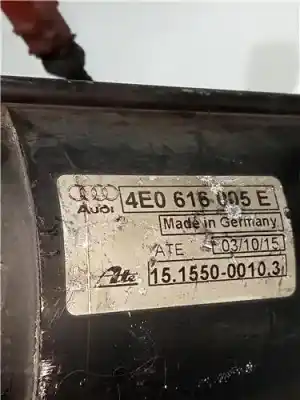 4E0 616 005 E
Audi
Made in Germany
ATE 03/10/15
Ate 15.1550-0010.3